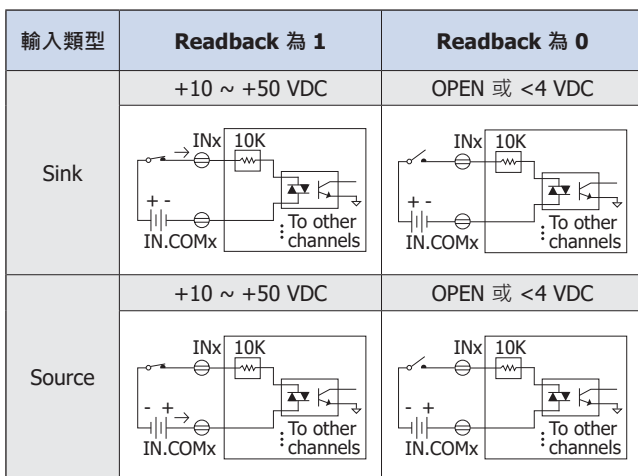 輸入類型 Readback 為 1 Readback 為 0
Sink
+10 ~ +50 VDC OPEN 或 <4 VDC
INx 10K
+ -
IN.COMx
To other
channels
INx 10K
+ -
IN.COMx
To other
channels
Source
+10 ~ +50 VDC OPEN 或 <4 VDC
INx 10K
- +
IN.COMx
To other
channels
INx 10K
- +
IN.COMx
To other
channels